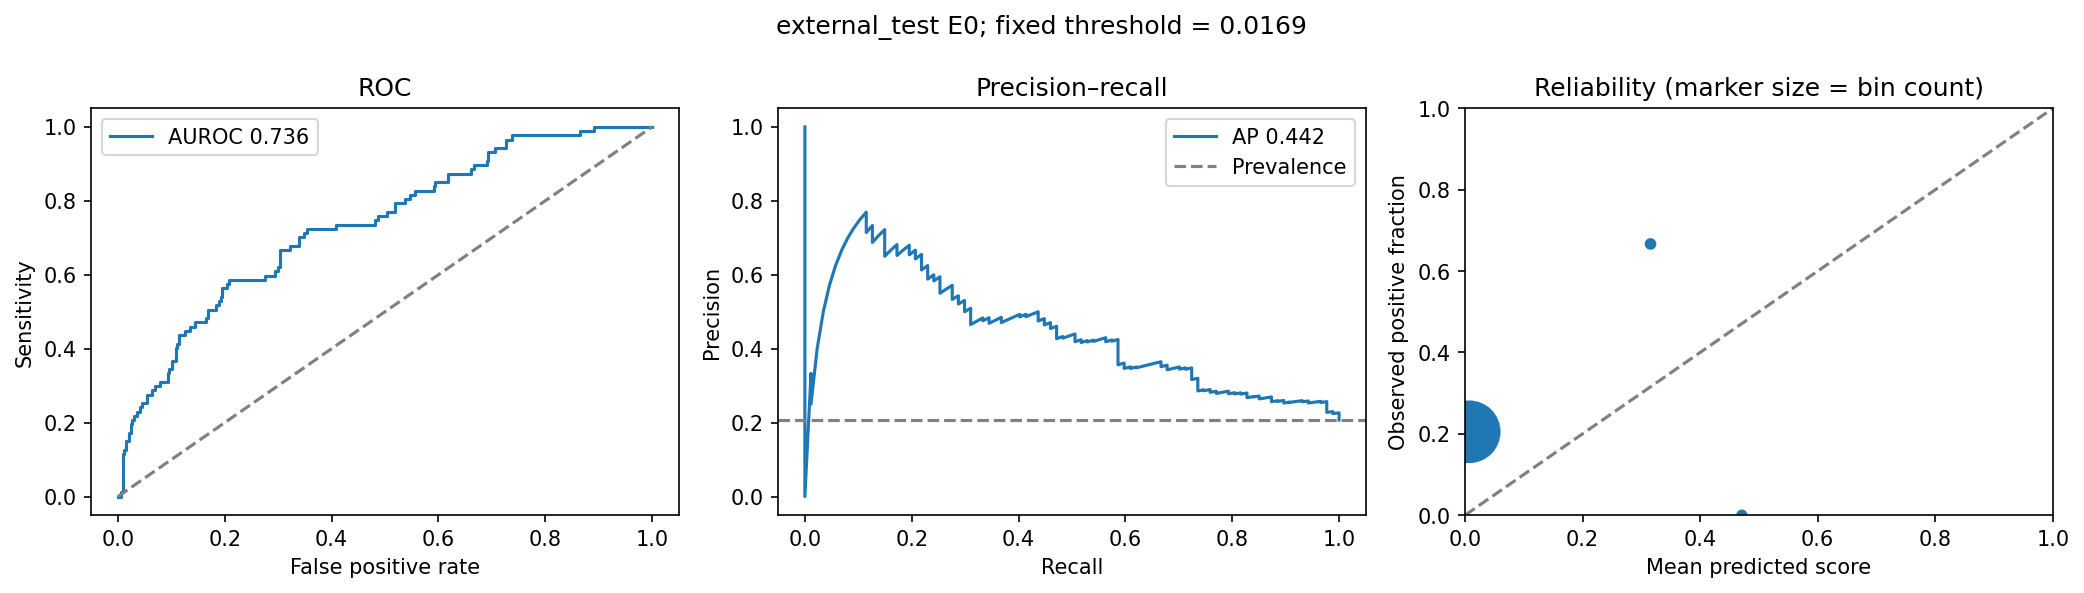 external_test E0; fixed threshold = 0.0169
ROC
AUROC 0.736
Sensitivity
1.0
0.8
0.6
0.4
0.2
0.0
0.0 0.2 0.4 0.6 0.8 1.0
False positive rate
Precision–recall
AP 0.442
Prevalence
Precision
1.0
0.8
0.6
0.4
0.2
0.0
0.0 0.2 0.4 0.6 0.8 1.0
Recall
Reliability (marker size = bin count)
Observed positive fraction
1.0
0.8
0.6
0.4
0.2
0.0
0.0 0.2 0.4 0.6 0.8 1.0
Mean predicted score